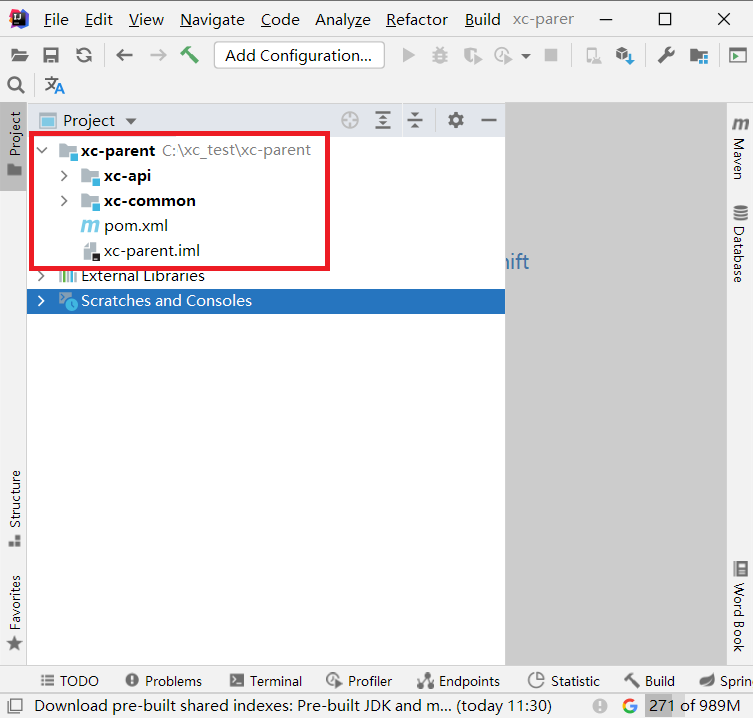 File Edit View Navigate Code Analyze Refactor Build xc-parer
Add Configuration...
Project
Project
xc-parent C:\xc_test\xc-parent
xc-api
xc-common
pom.xml
xc-parent.iml
External Libraries
Scratches and Consoles
hift
Maven
Database
Structure
Favorites
Word Book
TODO Problems Terminal Profiler Endpoints Statistic Build Sprin
Download pre-built shared indexes: Pre-built JDK and m... (today 11:30) 271 of 989M